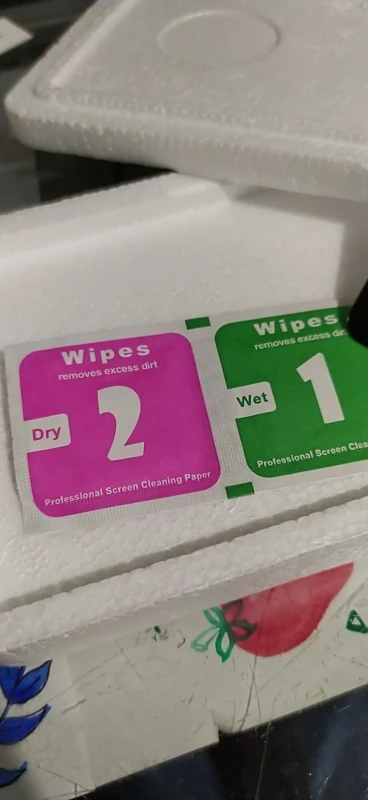 Wipes
removes excess dirt
Dry
2
Professional Screen Cleaning Paper
Wipes
removes excess
Wet
1
Professional Screen